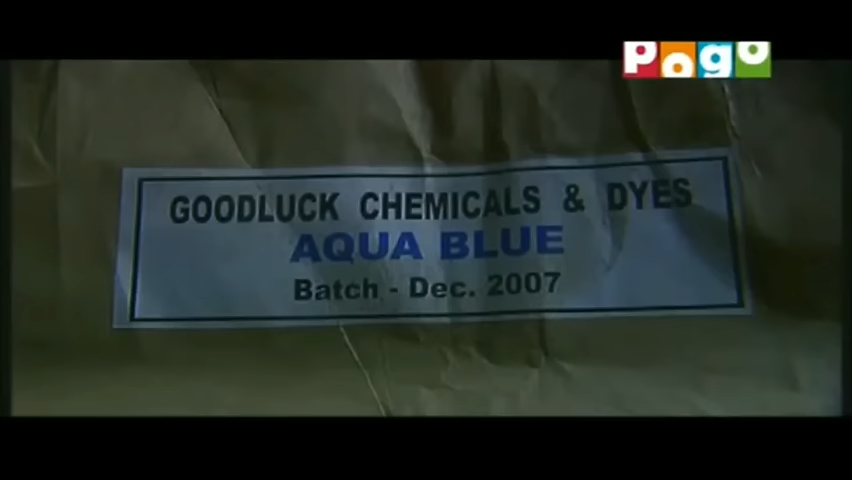 Pogo
GOODLUCK CHEMICALS & DYES
AQUA BLUE
Batch - Dec. 2007